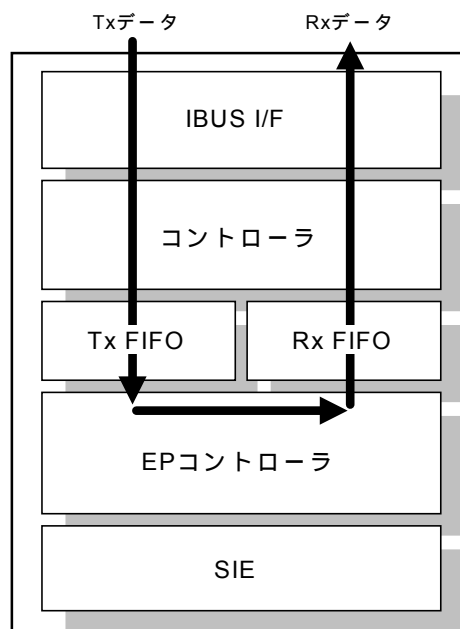 Txデータ
Rxデータ
IBUS I/F
コントローラ
Tx FIFO
Rx FIFO
EPコントローラ
SIE